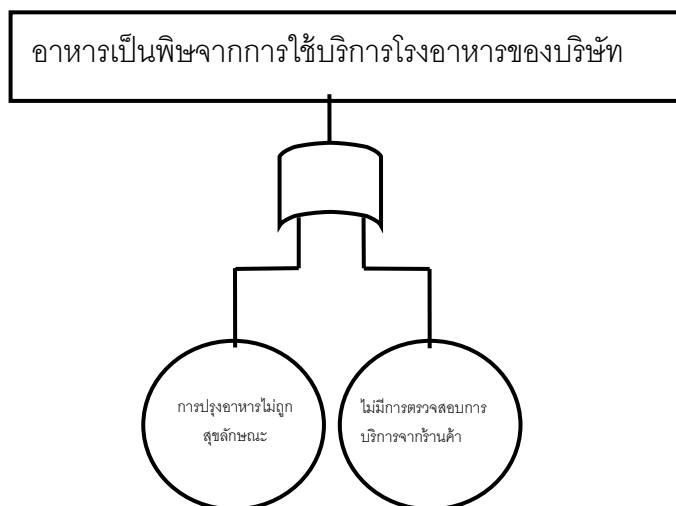 อาหารเป็นพิษจากการใช้บริการโรงอาหารของบริษัท
การปรุงอาหารไม่ถูก
สุขลักษณะ
ไม่มีการตรวจสอบการ
บริการจากร้านค้า